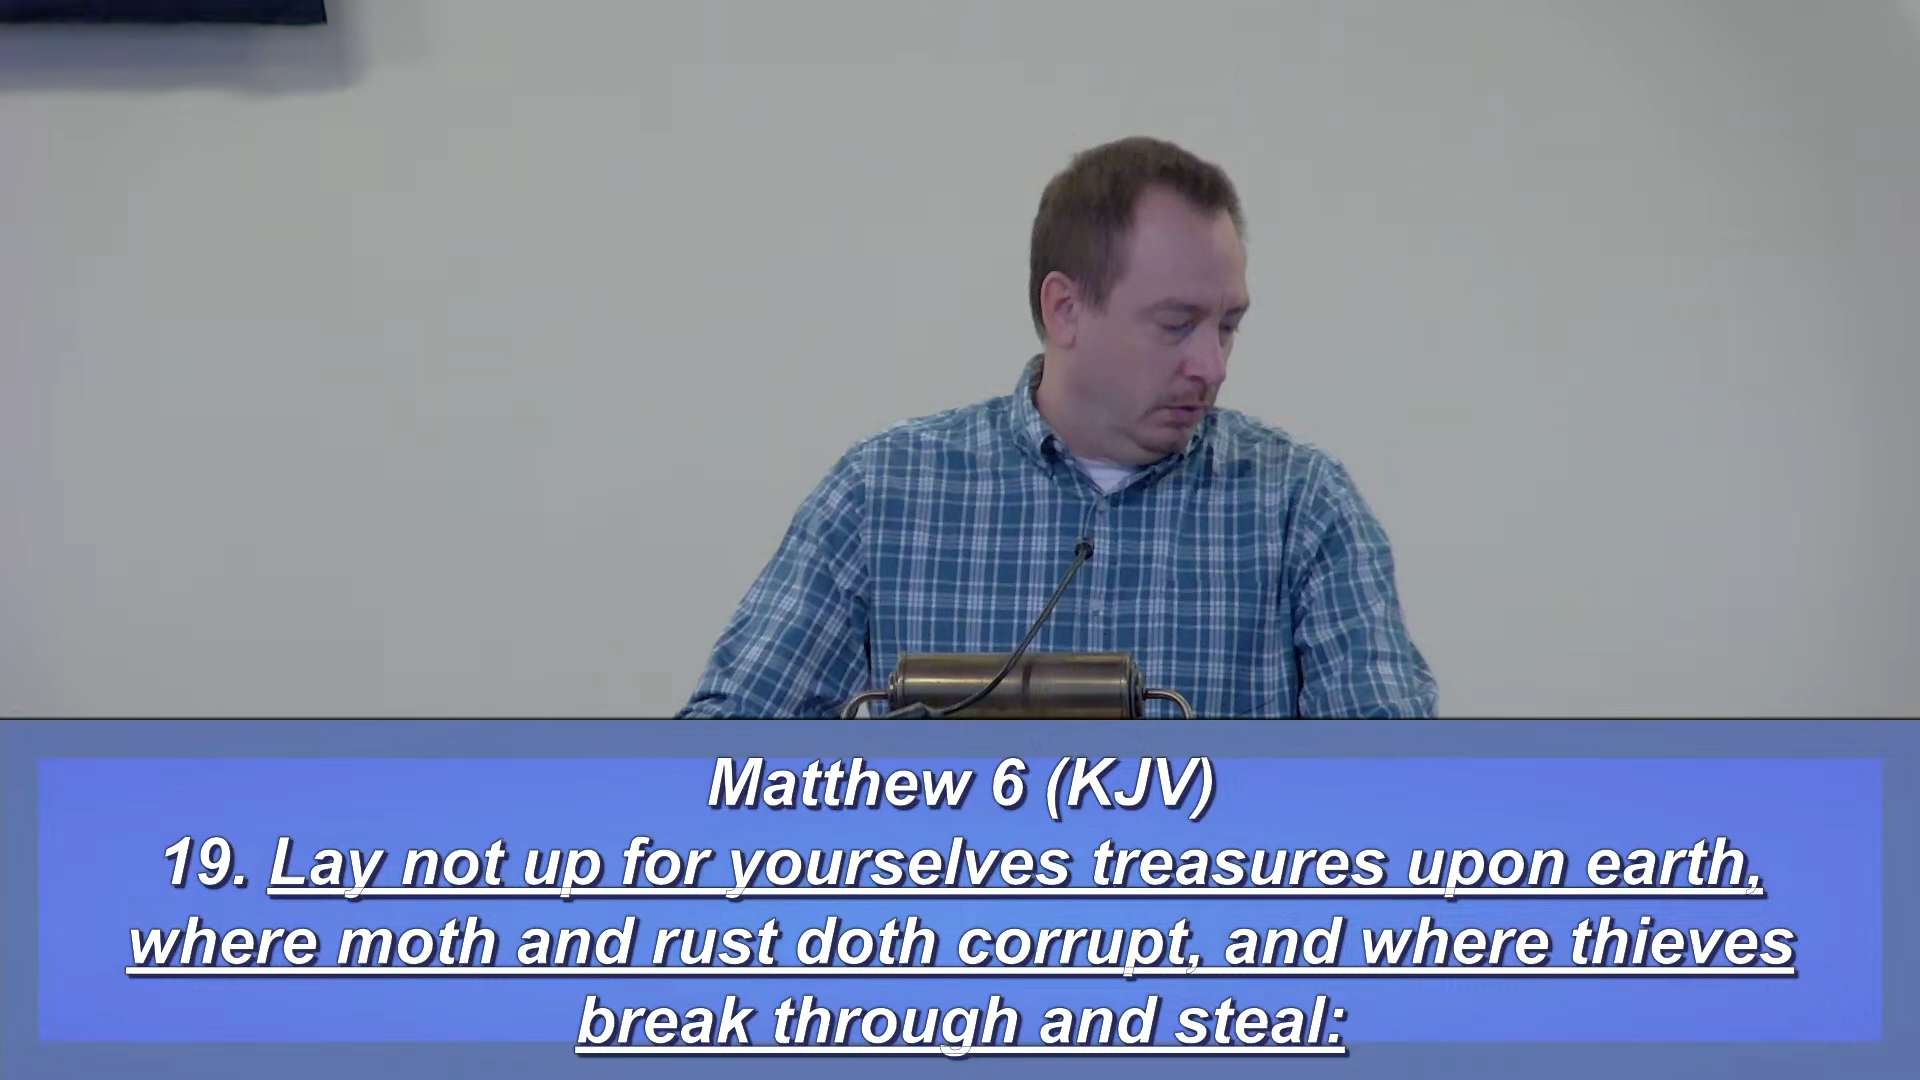 Matthew 6 (KJV)
19. Lay not up for yourselves treasures upon earth,
where moth and rust doth corrupt, and where thieves
break through and steal: